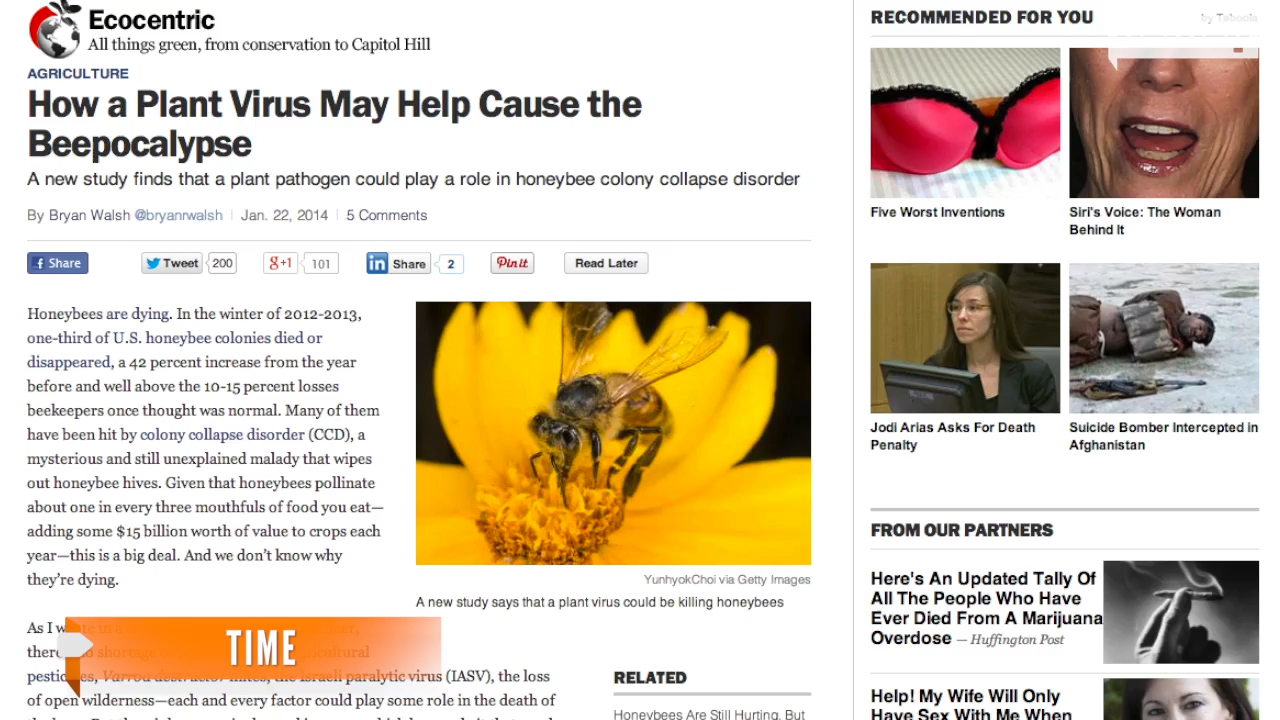 Ecocentric
All things green, from conservation to Capitol Hill
AGRICULTURE
How a Plant Virus May Help Cause the
Beepocalypse
A new study finds that a plant pathogen could play a role in honeybee colony collapse disorder
By Bryan Walsh @bryanrwalsh | Jan. 22, 2014 | 5 Comments
Share
Tweet 200
g+1 101
in Share 2
Pin it
Read Later
Honeybees are dying. In the winter of 2012-2013,
one-third of U.S. honeybee colonies died or
disappeared, a 42 percent increase from the year
before and well above the 10-15 percent losses
beekeepers once thought was normal. Many of them
have been hit by colony collapse disorder (CCD), a
mysterious and still unexplained malady that wipes
out honeybee hives. Given that honeybees pollinate
about one in every three mouthfuls of food you eat—
adding some $15 billion worth of value to crops each
year—this is a big deal. And we don't know why
they're dying.
YunhyokChoi via Getty Images
A new study says that a plant virus could be killing honeybees
As I
TIME
virus (IASV), the loss
of open wilderness—each and every factor could play some role in the death of
RELATED
Honeybees Are Still Hurting, But
RECOMMENDED FOR YOU
by Taboola
Five Worst Inventions
Siri's Voice: The Woman
Behind It
Jodi Arias Asks For Death
Penalty
Suicide Bomber Intercepted in
Afghanistan
FROM OUR PARTNERS
Here's An Updated Tally Of
All The People Who Have
Ever Died From A Marijuana
Overdose — Huffington Post
Help! My Wife Will Only
Have Sex With Me When